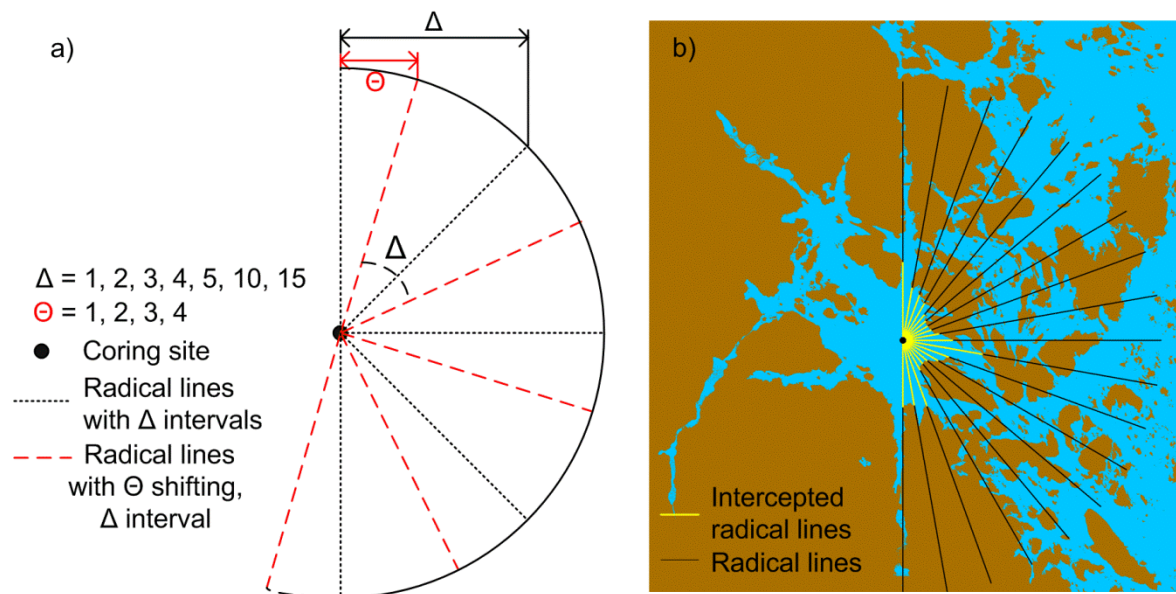 a)
Δ
Θ
Δ
Δ = 1, 2, 3, 4, 5, 10, 15
Θ = 1, 2, 3, 4
Coring site
Radical lines
with Δ intervals
Radical lines
with Θ shifting,
Δ interval
b)
Intercepted
radical lines
Radical lines